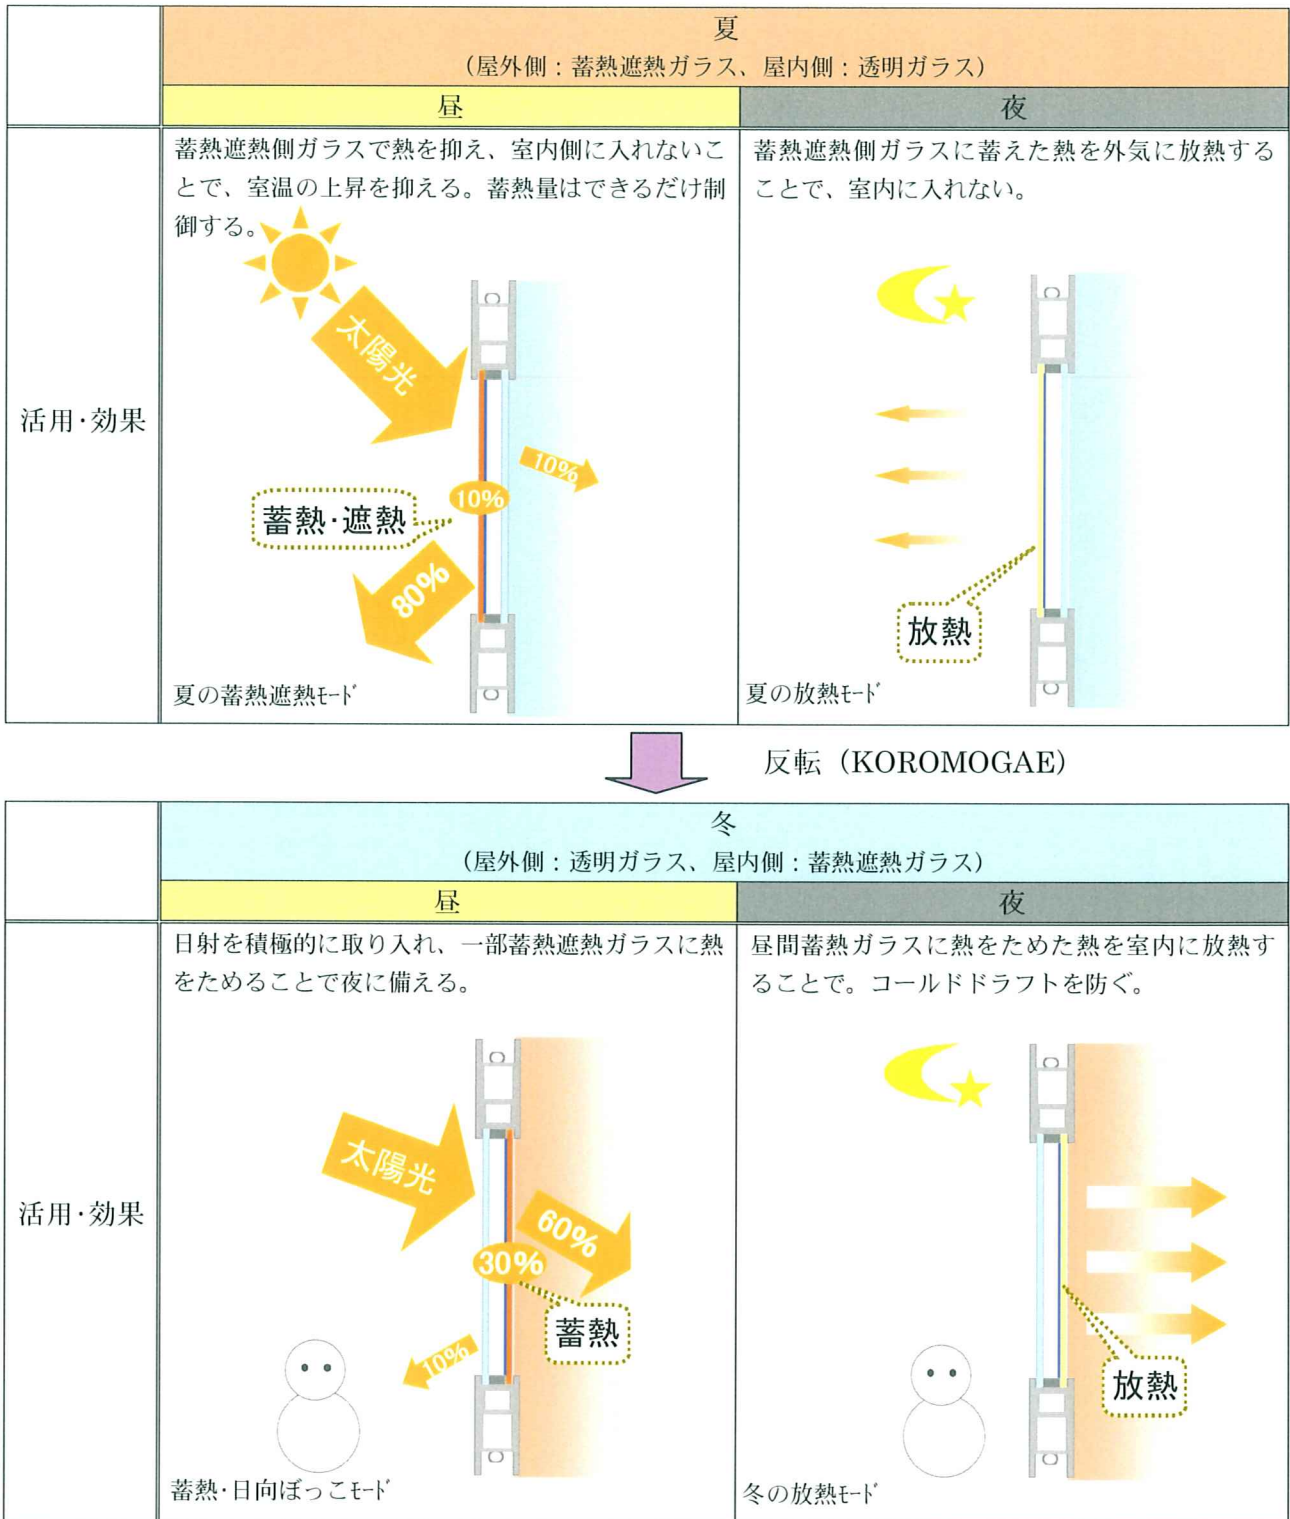 夏
(屋外側：蓄熱遮熱ガラス、屋内側：透明ガラス)
昼
夜
活用･効果
蓄熱遮熱側ガラスで熱を抑え、室内側に入れないこ
とで、室温の上昇を抑える。蓄熱量はできるだけ制
御する。
太陽光
10%
10%
蓄熱･遮熱
80%
夏の蓄熱遮熱ﾓｰﾄﾞ
蓄熱遮熱側ガラスに蓄えた熱を外気に放熱する
ことで、室内に入れない。
放熱
夏の放熱ﾓｰﾄﾞ
反転（KOROMOGAE）
冬
(屋外側：透明ガラス、屋内側：蓄熱遮熱ガラス)
昼
夜
活用･効果
日射を積極的に取り入れ、一部蓄熱遮熱ガラスに熱
をためることで夜に備える。
太陽光
60%
30%
蓄熱
10%
蓄熱･日向ぼっこﾓｰﾄﾞ
昼間蓄熱ガラスに熱をためた熱を室内に放熱す
ることで。コールドドラフトを防ぐ。
放熱
冬の放熱ﾓｰﾄﾞ